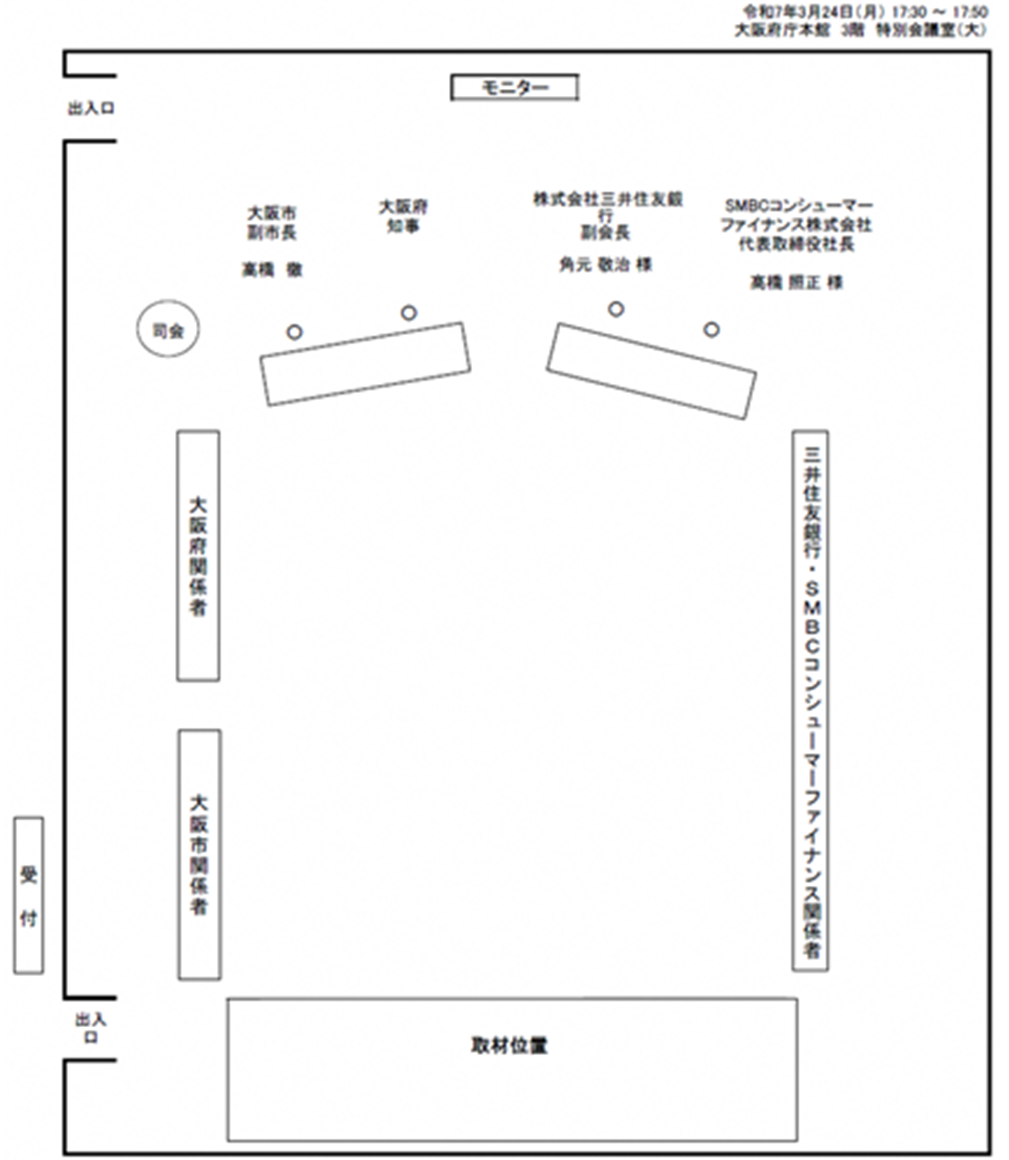 令和7年3月24日(月) 17:30 ～ 17:50
大阪府庁本館 3階 特別会議室(大)
モニター
出入口
大阪市
副市長
高橋 徹
大阪府
知事
株式会社三井住友銀
行
副会長
角元 敬治 様
SMBCコンシューマー
ファイナンス株式会社
代表取締役社長
高橋 照正 様
司会
大阪府関係者
三井住友銀行・SMBCコンシューマーファイナンス関係者
大阪市関係者
受付
出入
口
取材位置